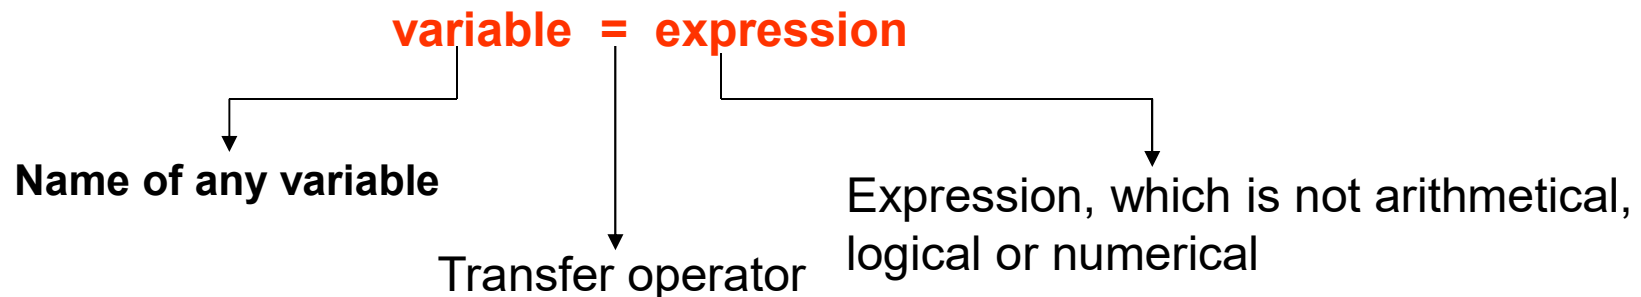 variable = expression
Name of any variable
Transfer operator
Expression, which is not arithmetical,
logical or numerical